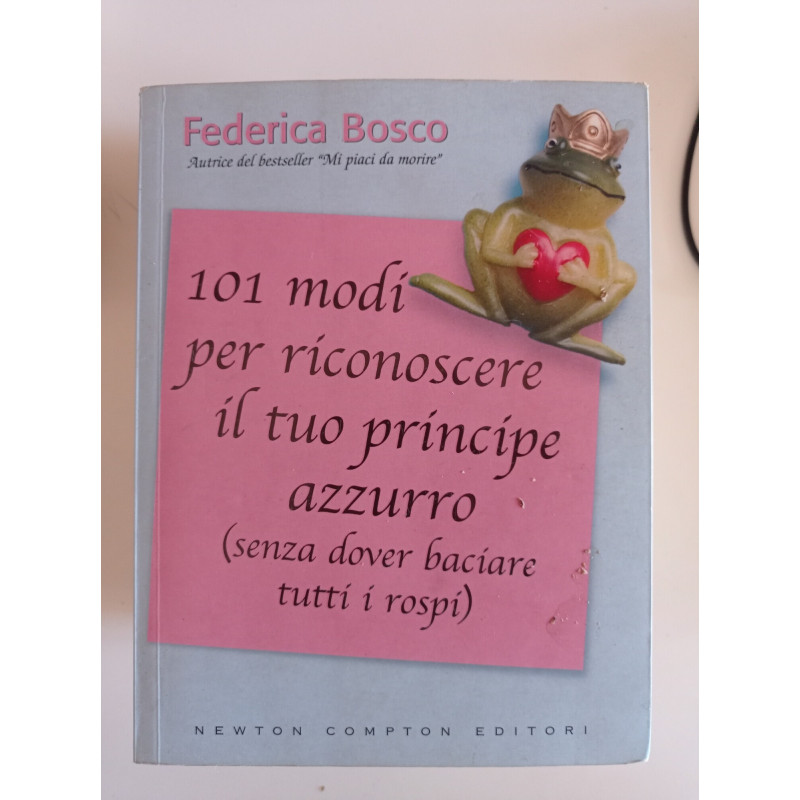 Federica Bosco
Autrice del bestseller "Mi piaci da morire"
101 modi
per riconoscere
il tuo principe
azzurro
(senza dover baciare
tutti i rospi)
NEWTON COMPTON EDITORI